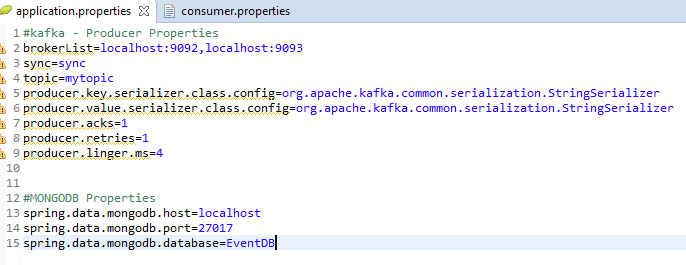 application.properties
consumer.properties
1 #kafka - Producer Properties
2 brokerList=localhost:9092,localhost:9093
3 sync=sync
4 topic=mytopic
5 producer.key.serializer.class.config=org.apache.kafka.common.serialization.StringSerializer
6 producer.value.serializer.class.config=org.apache.kafka.common.serialization.StringSerializer
7 producer.acks=1
8 producer.retries=1
9 producer.linger.ms=4
10
11
12 #MONGODB Properties
13 spring.data.mongodb.host=localhost
14 spring.data.mongodb.port=27017
15 spring.data.mongodb.database=EventDB